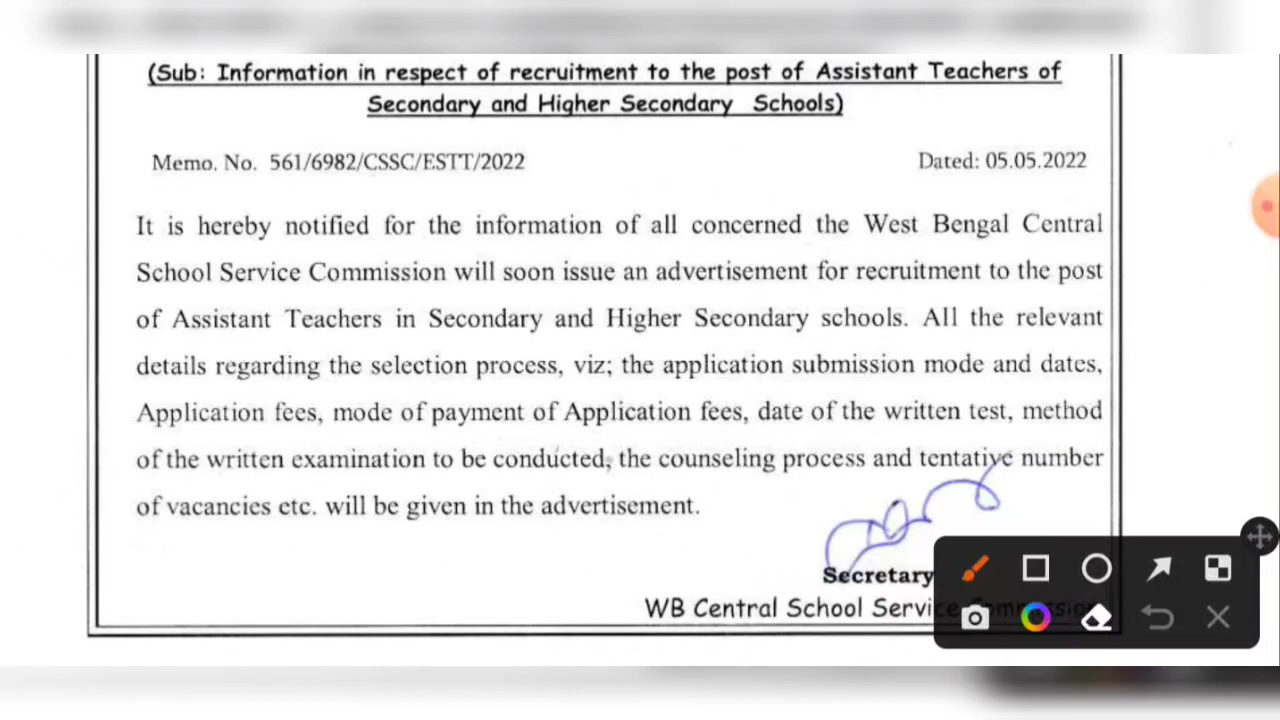 (Sub: Information in respect of recruitment to the post of Assistant Teachers of
Secondary and Higher Secondary Schools)
Memo. No. 561/6982/CSSC/ESTT/2022 Dated: 05.05.2022
It is hereby notified for the information of all concerned the West Bengal Central
School Service Commission will soon issue an advertisement for recruitment to the post
of Assistant Teachers in Secondary and Higher Secondary schools. All the relevant
details regarding the selection process, viz; the application submission mode and dates,
Application fees, mode of payment of Application fees, date of the written test, method
of the written examination to be conducted, the counseling process and tentative number
of vacancies etc. will be given in the advertisement.
Secretary
WB Central School Service Commission